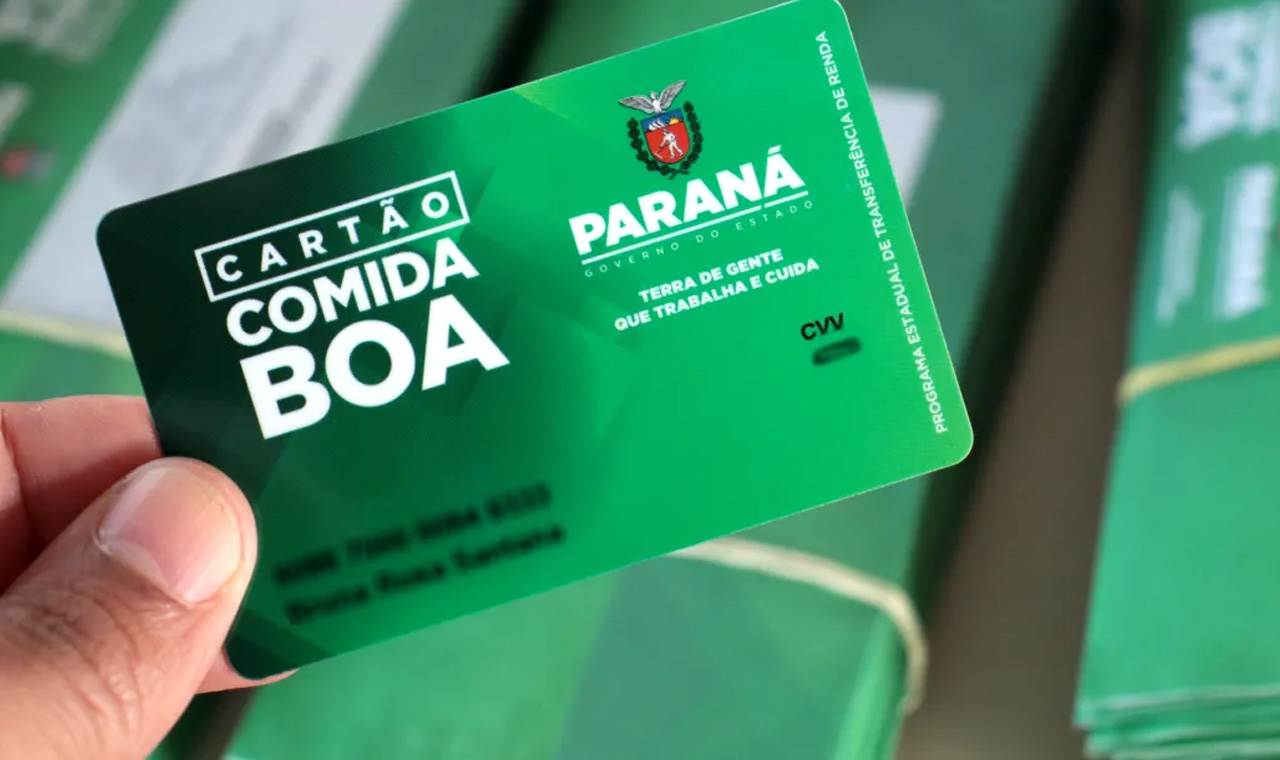 CARTÃO
COMIDA
BOA
PARANÁ
GOVERNO DO ESTADO
TERRA DE GENTE
QUE TRABALHA E CUIDA
CVV
PROGRAMA ESTADUAL DE TRANSFERÊNCIA DE RENDA